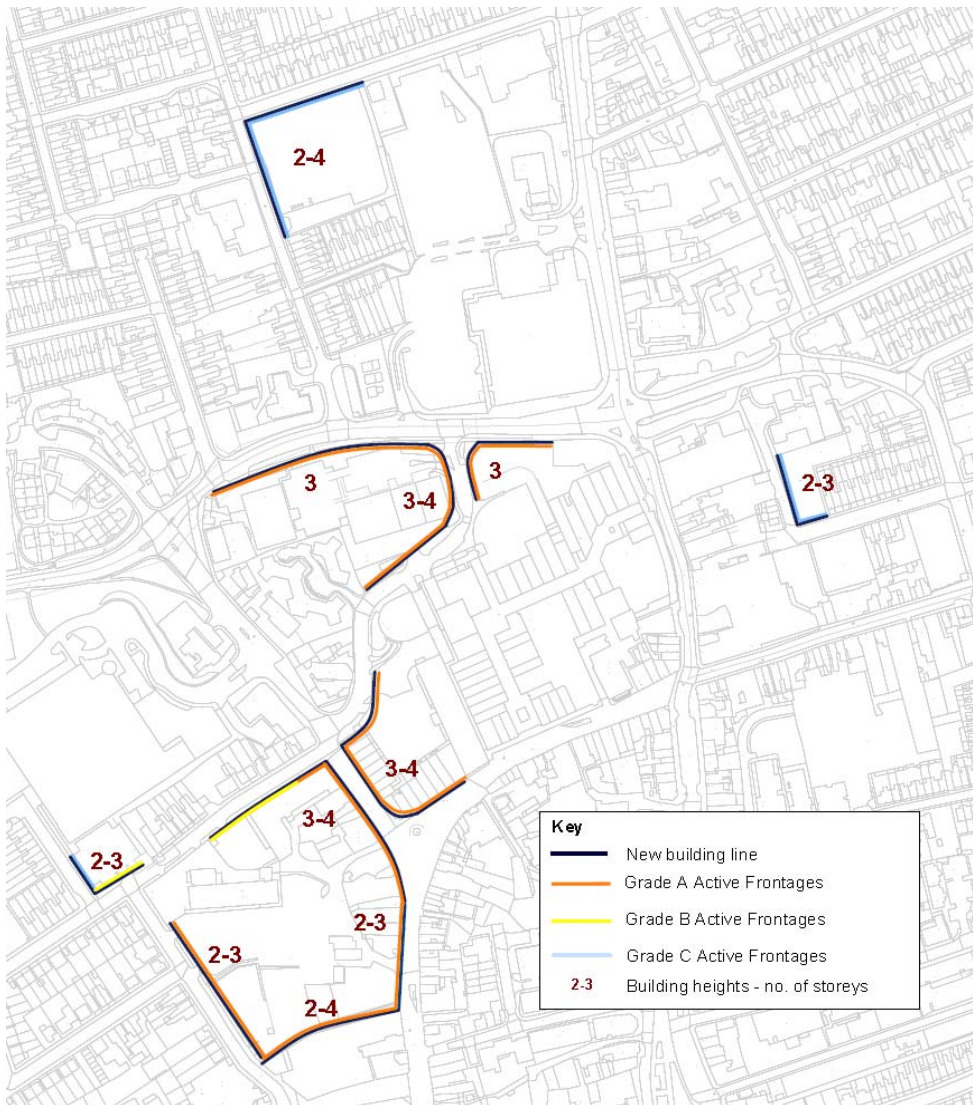 2-4
3
3
3-4
2-3
3-4
3-4
2-3
2-3
2-3
2-4
Key
New building line
Grade A Active Frontages
Grade B Active Frontages
Grade C Active Frontages
2-3 Building heights - no. of storeys